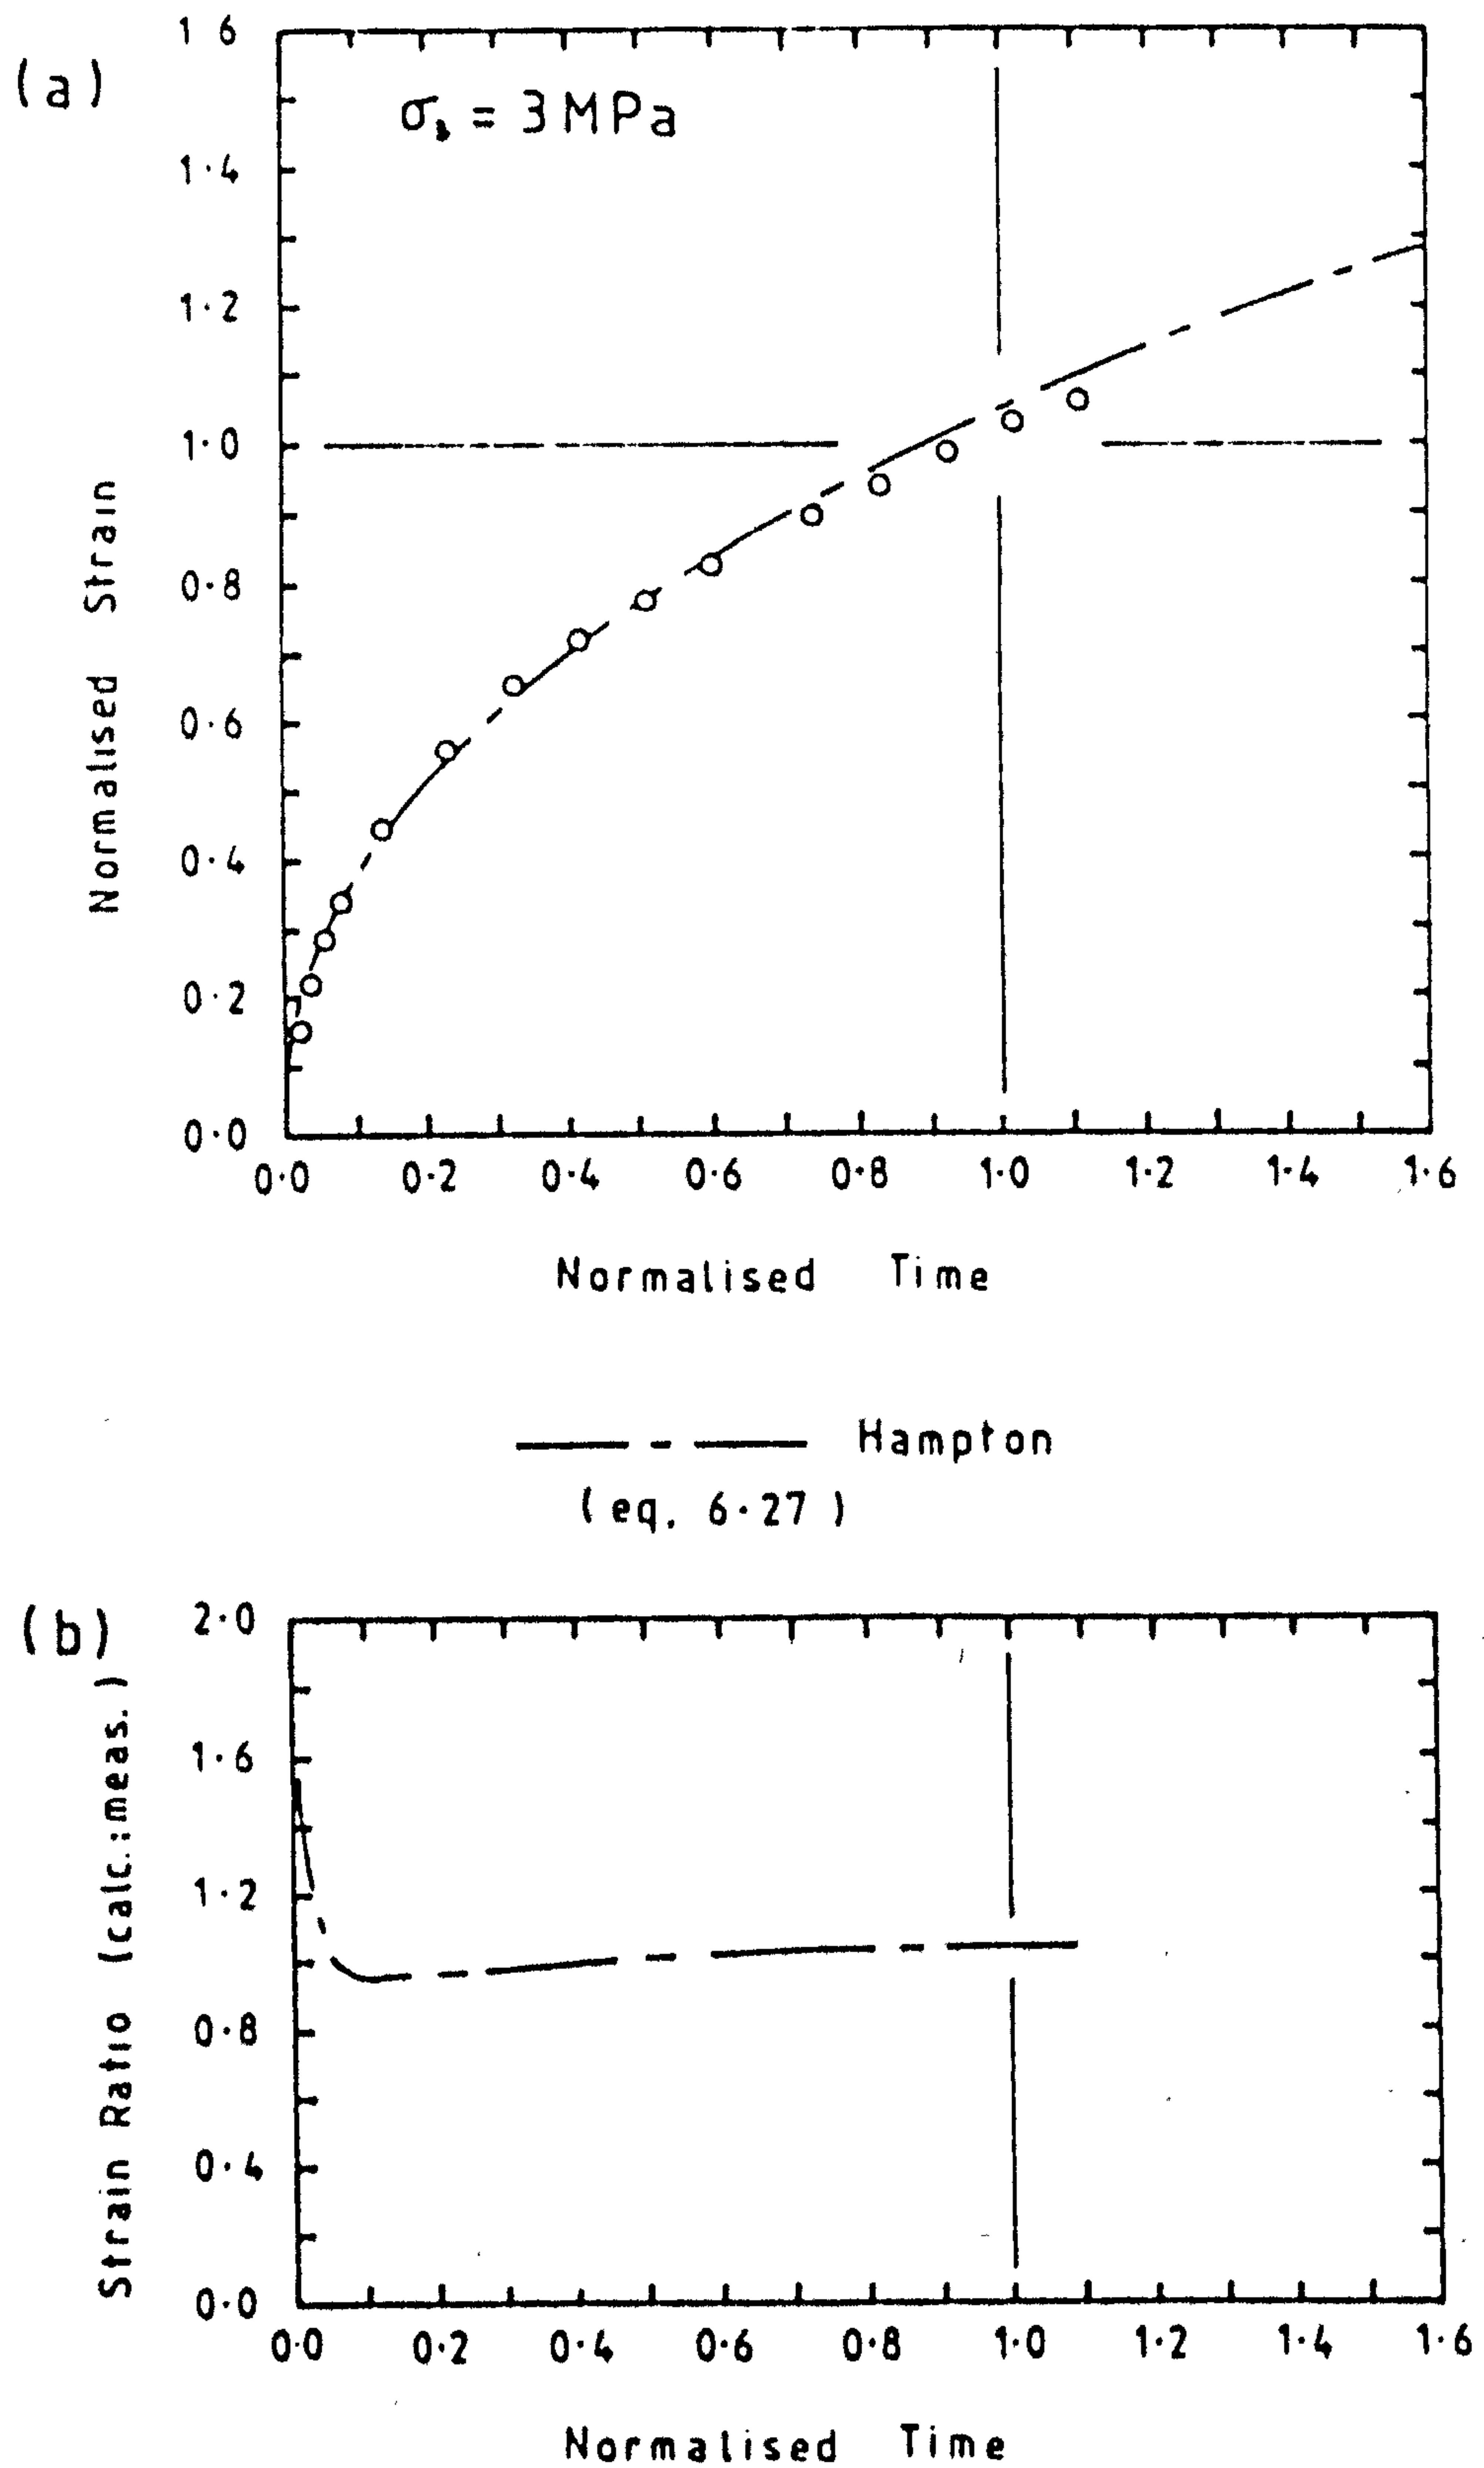 (a)
σ₃ = 3 MPa
1 6
1·4
1·2
1·0
0·8
0·6
0·4
0·2
0·0
Normalised Strain
0·0 0·2 0·4 0·6 0·8 1·0 1·2 1·4 1·6
Normalised Time
Hampton
(eq. 6·27)
(b)
2·0
1·6
1·2
0·8
0·4
0·0
Strain Ratio (calc.:meas.)
0·0 0·2 0·4 0·6 0·8 1·0 1·2 1·4 1·6
Normalised Time